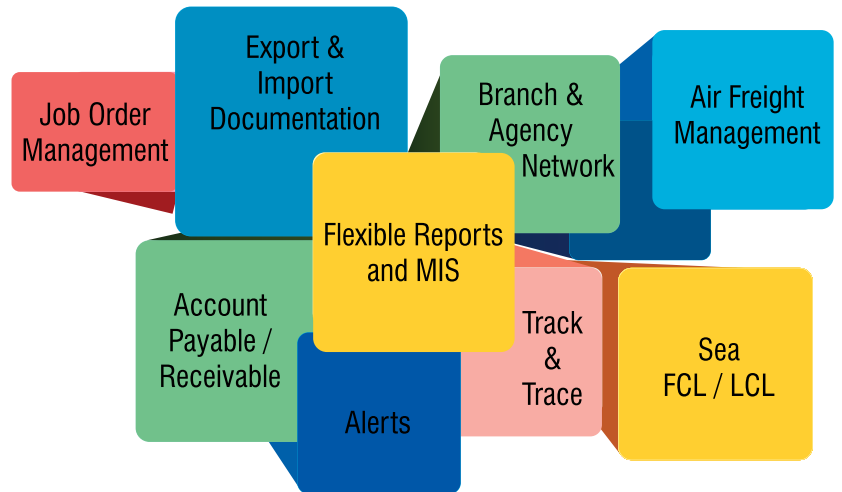 Job Order
Management
Export &
Import
Documentation
Branch &
Agency
Network
Air Freight
Management
Flexible Reports
and MIS
Account
Payable /
Receivable
Alerts
Track
&
Trace
Sea
FCL / LCL